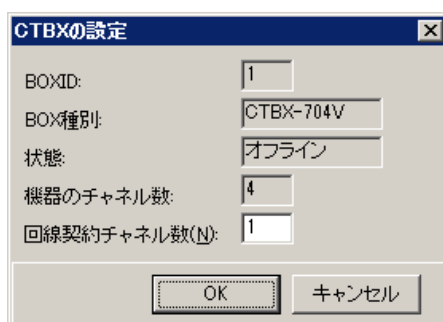 CTBXの設定
BOXID: 1
BOX種別: CTBX-704V
状態: オフライン
機器のチャネル数: 4
回線契約チャネル数(N): 1
OK キャンセル